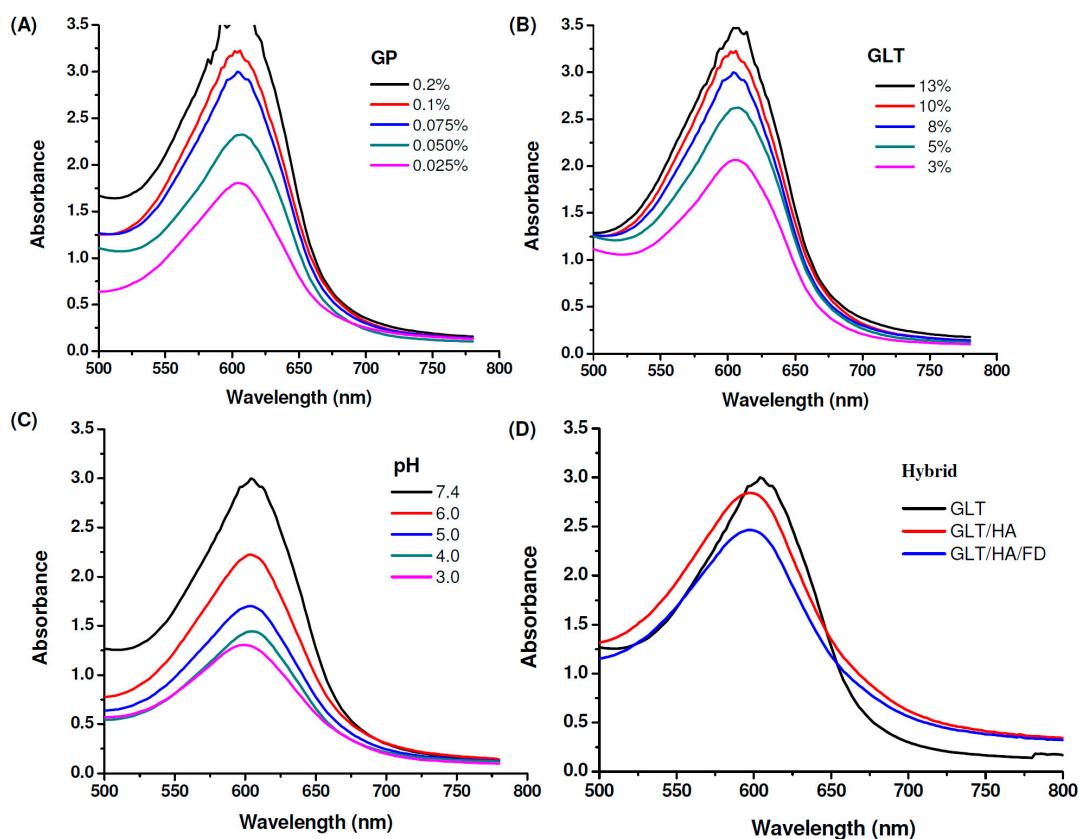 (A)
GP
0.2%
0.1%
0.075%
0.050%
0.025%
Absorbance
3.5
3.0
2.5
2.0
1.5
1.0
0.5
0.0
500 550 600 650 700 750 800
Wavelength (nm)
(B)
GLT
13%
10%
8%
5%
3%
Absorbance
3.5
3.0
2.5
2.0
1.5
1.0
0.5
0.0
500 550 600 650 700 750 800
Wavelength (nm)
(C)
pH
7.4
6.0
5.0
4.0
3.0
Absorbance
3.5
3.0
2.5
2.0
1.5
1.0
0.5
0.0
500 550 600 650 700 750 800
Wavelength (nm)
(D)
Hybrid
GLT
GLT/HA
GLT/HA/FD
Absorbance
3.5
3.0
2.5
2.0
1.5
1.0
0.5
0.0
500 550 600 650 700 750 800
Wavelength (nm)